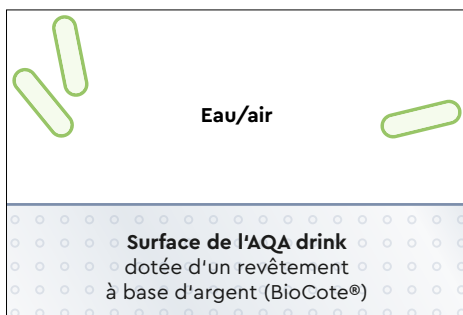 Eau/air
Surface de l'AQA drink
dotée d'un revêtement
à base d'argent (BioCote®)